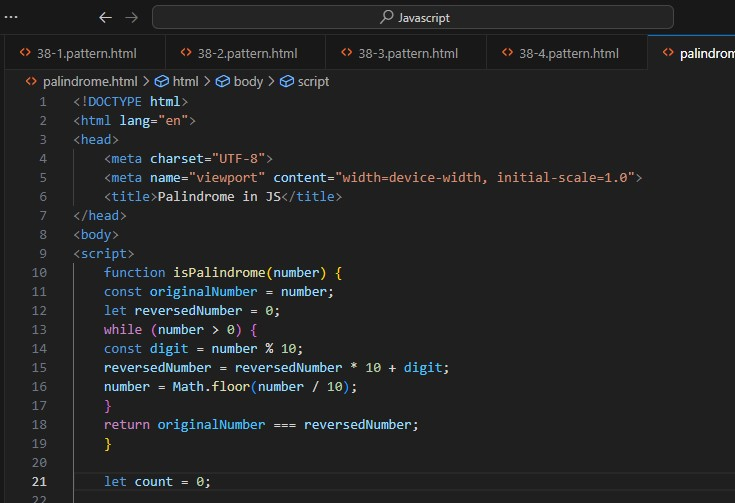 Javascript
38-1.pattern.html 38-2.pattern.html 38-3.pattern.html 38-4.pattern.html palindrom
palindrome.html > html > body > script
1 <!DOCTYPE html>
2 <html lang="en">
3 <head>
4 <meta charset="UTF-8">
5 <meta name="viewport" content="width=device-width, initial-scale=1.0">
6 <title>Palindrome in JS</title>
7 </head>
8 <body>
9 <script>
10 function isPalindrome(number) {
11 const originalNumber = number;
12 let reversedNumber = 0;
13 while (number > 0) {
14 const digit = number % 10;
15 reversedNumber = reversedNumber * 10 + digit;
16 number = Math.floor(number / 10);
17 }
18 return originalNumber === reversedNumber;
19 }
20
21 let count = 0;
22